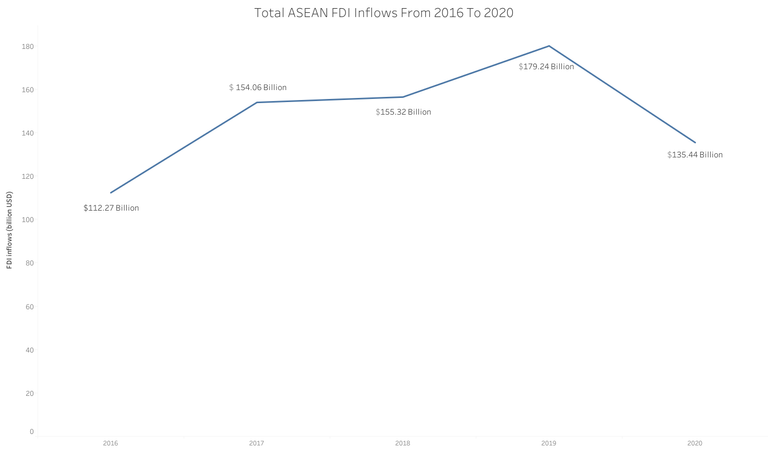 Total ASEAN FDI Inflows From 2016 To 2020
FDI inflows (billion USD)
180
160
140
120
100
80
60
40
20
0
$112.27 Billion
$ 154.06 Billion
$155.32 Billion
$179.24 Billion
$135.44 Billion
2016 2017 2018 2019 2020